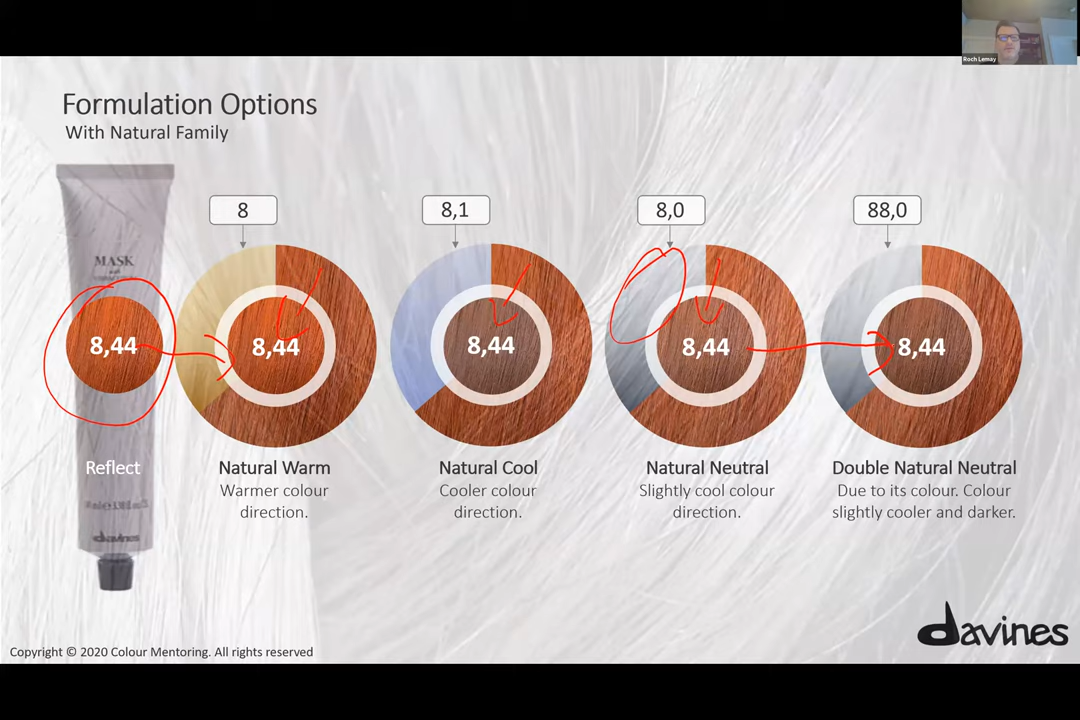 Roch Lemay
Formulation Options
With Natural Family
MASK
8
8,1
8,0
88,0
8,44
8,44
8,44
8,44
8,44
Reflect
Natural Warm
Warmer colour
direction.
Natural Cool
Cooler colour
direction.
Natural Neutral
Slightly cool colour
direction.
Double Natural Neutral
Due to its colour. Colour
slightly cooler and darker.
davines
davines
Copyright © 2020 Colour Mentoring. All rights reserved